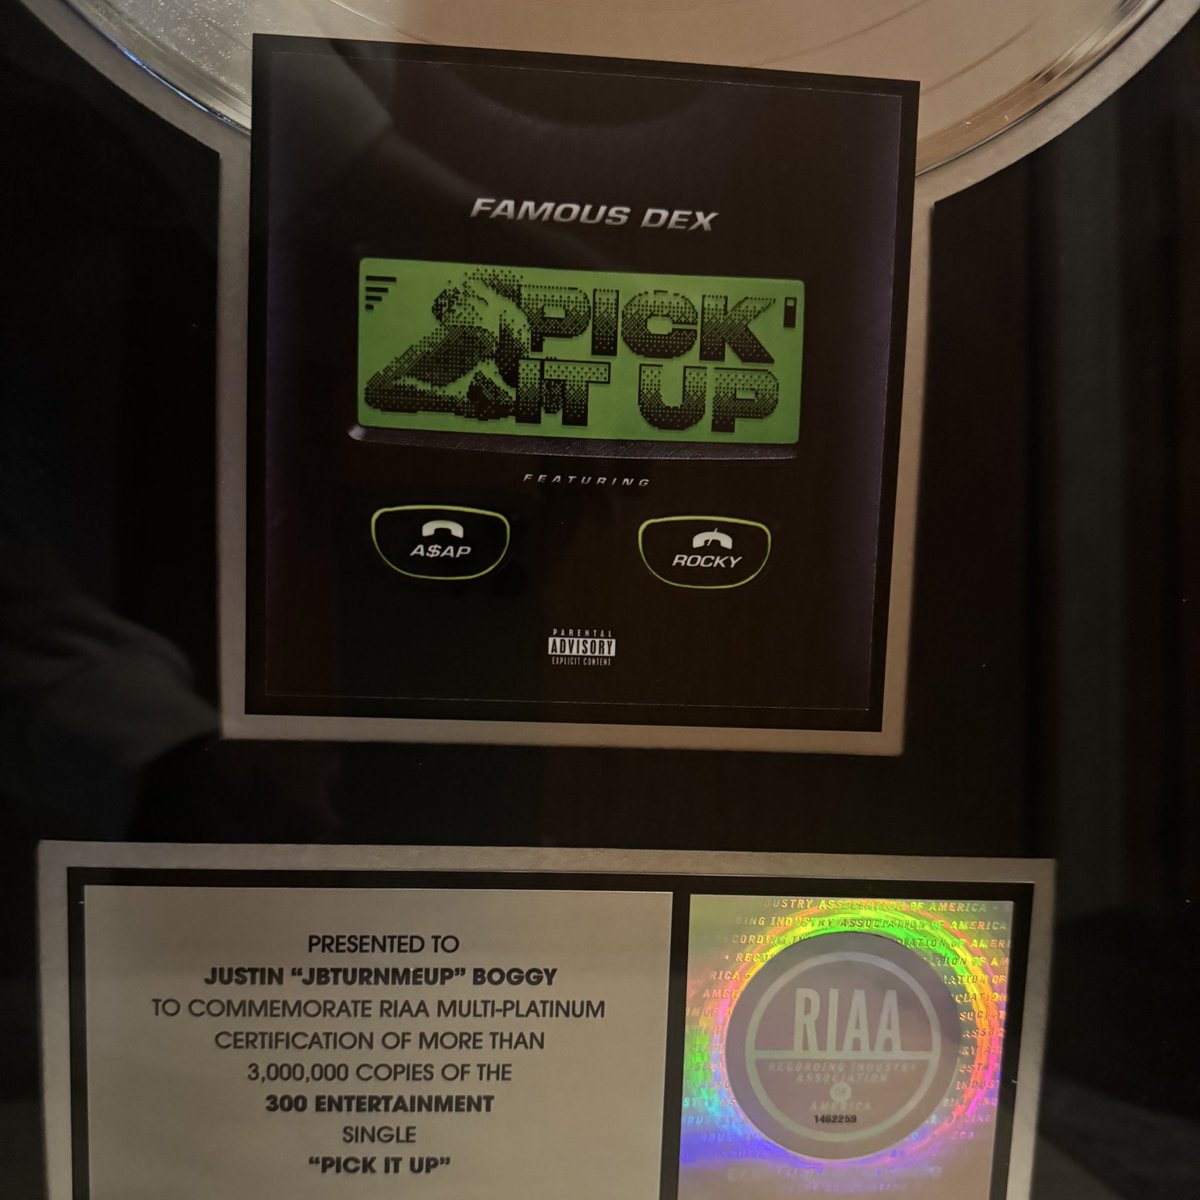 FAMOUS DEX
PICK
IT UP
FEATURING
A$AP
ROCKY
PARENTAL
ADVISORY
EXPLICIT CONTENT
PRESENTED TO
JUSTIN “JBTURNMEUP” BOGGY
TO COMMEMORATE RIAA MULTI-PLATINUM
CERTIFICATION OF MORE THAN
3,000,000 COPIES OF THE
300 ENTERTAINMENT
SINGLE
“PICK IT UP”
RIAA
RECORDING INDUSTRY
ASSOCIATION
OF
AMERICA
1462259